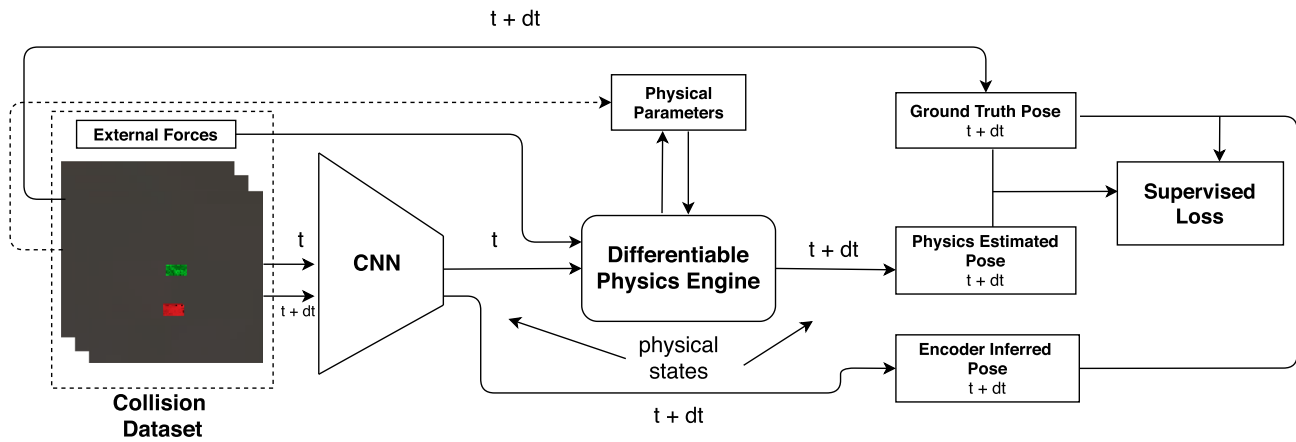 t + dt
Physical
Parameters
Ground Truth Pose
t + dt
External Forces
Supervised
Loss
t
CNN
t
Differentiable
Physics Engine
t + dt
Physics Estimated
Pose
t + dt
t + dt
physical
states
Encoder Inferred
Pose
t + dt
Collision
Dataset
t + dt